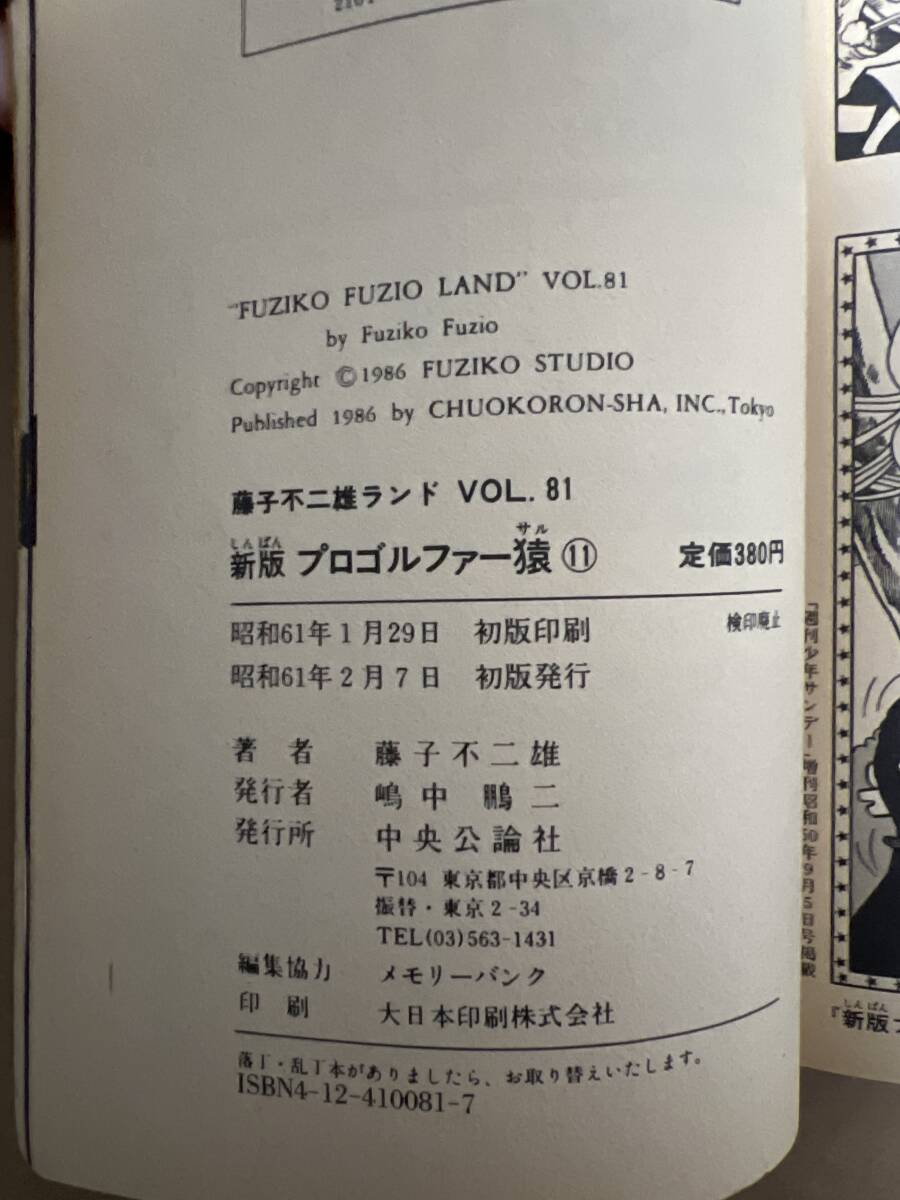 "FUZIKO FUZIO LAND" VOL.81
by Fuziko Fuzio
Copyright ©1986 FUZIKO STUDIO
Published 1986 by CHUOKORON-SHA, INC., Tokyo
藤子不二雄ランド VOL. 81
しんぱん サル
新版 プロゴルファー猿⑪ 定価380円
昭和61年1月29日 初版印刷 検印廃止
昭和61年2月7日 初版発行
著者 藤子不二雄
発行者 嶋中鵬二
発行所 中央公論社
〒104 東京都中央区京橋2-8-7
振替・東京2-34
TEL(03)563-1431
編集協力 メモリーバンク
印刷 大日本印刷株式会社
落丁・乱丁本がありましたら、お取り替えいたします。
ISBN4-12-410081-7
『週刊少年サンデー』増刊昭和50年9月5日号掲載
しんぱん
『新版プ